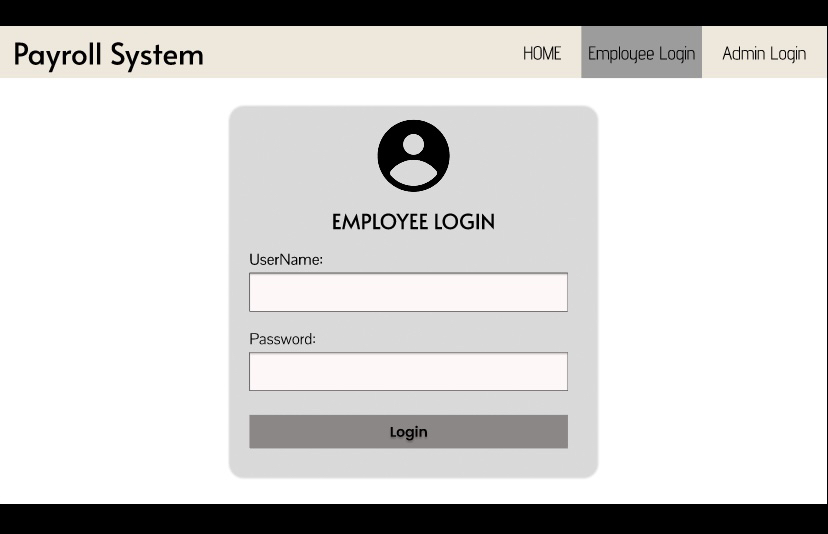 Payroll System
HOME
Employee Login
Admin Login
EMPLOYEE LOGIN
UserName:
Password:
Login